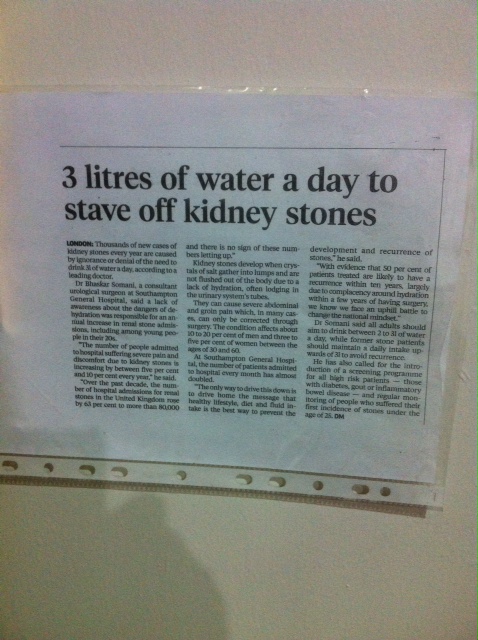 3 litres of water a day to
stave off kidney stones
LONDON: Thousands of new cases of
kidney stones every year are caused
by ignorance or denial of the need to
drink 3l of water a day, according to a
leading doctor.
Dr Bhaskar Somani, a consultant
urological surgeon at Southampton
General Hospital, said a lack of
awareness about the dangers of de-
hydration was responsible for an an-
nual increase in renal stone admis-
sions, including among young peo-
ple in their 20s.
"The number of people admitted
to hospital suffering severe pain and
discomfort due to kidney stones is
increasing by between five per cent
and 10 per cent every year," he said.
"Over the past decade, the num-
ber of hospital admissions for renal
stones in the United Kingdom rose
by 63 per cent to more than 80,000
and there is no sign of these num-
bers letting up."
Kidney stones develop when crys-
tals of salt gather into lumps and are
not flushed out of the body due to a
lack of hydration, often lodging in
the urinary system's tubes.
They can cause severe abdominal
and groin pain which, in many cas-
es, can only be corrected through
surgery. The condition affects about
10 to 20 per cent of men and three to
five per cent of women between the
ages of 20 and 60.
At Southampton General Hospi-
tal, the number of patients admitted
to hospital every month has almost
doubled.
"The only way to drive this down is
to drive home the message that
healthy lifestyle, diet and fluid in-
take is the best way to prevent the
development and recurrence of
stones," he said.
"With evidence that 50 per cent of
patients treated are likely to have a
recurrence within ten years, largely
due to complacency around hydration
within a few years of having surgery,
we know we face an uphill battle to
change the national mindset."
Dr Somani said all adults should
aim to drink between 2 to 3l of water
a day, while former stone patients
should maintain a daily intake up-
wards of 3l to avoid recurrence.
He has also called for the intro-
duction of a screening programme
for all high risk patients — those
with diabetes, gout or inflammatory
bowel disease — and regular mon-
itoring of people who suffered their
first incidence of stones under the
age of 25. DM